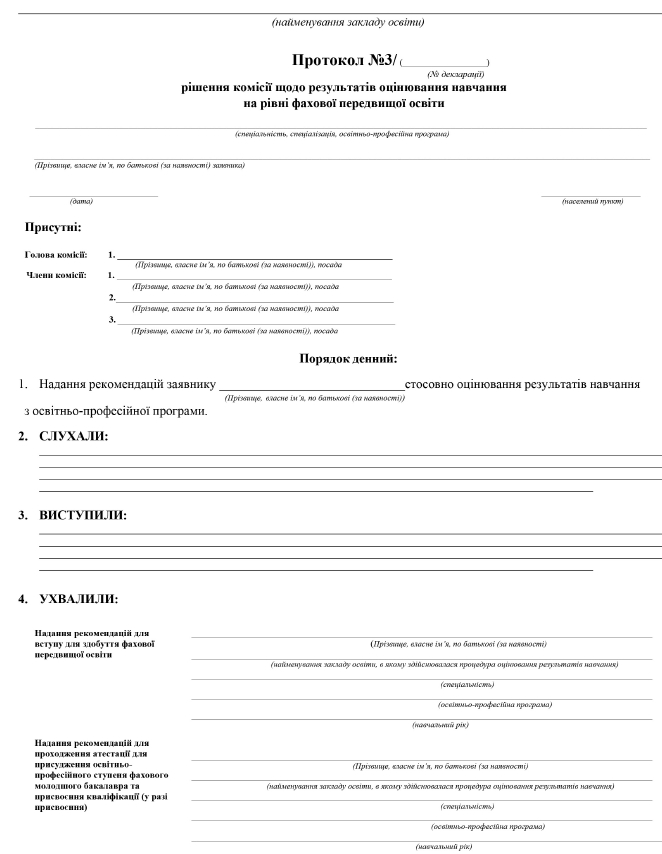 (найменування закладу освіти)
Протокол №3/ (________________)
(№ декларації)
рішення комісії щодо результатів оцінювання навчання
на рівні фахової передвищої освіти
(спеціальність, спеціалізація, освітньо-професійна програма)
(Прізвище, власне ім’я, по батькові (за наявності) заявника)
(дата) (населений пункт)
Присутні:
Голова комісії: 1.
(Прізвище, власне ім’я, по батькові (за наявності)), посада
Члени комісії: 1.
(Прізвище, власне ім’я, по батькові (за наявності)), посада
2.
(Прізвище, власне ім’я, по батькові (за наявності)), посада
3.
(Прізвище, власне ім’я, по батькові (за наявності)), посада
Порядок денний:
1. Надання рекомендацій заявнику ________________стосовно оцінювання результатів навчання
(Прізвище, власне ім’я, по батькові (за наявності))
з освітньо-професійної програми.
2. СЛУХАЛИ:
3. ВИСТУПИЛИ:
4. УХВАЛИЛИ:
Надання рекомендацій для
вступу для здобуття фахової
передвищої освіти
(Прізвище, власне ім’я, по батькові (за наявності)
(найменування закладу освіти, в якому здійснювалася процедура оцінювання результатів навчання)
(спеціальність)
(освітньо-професійна програма)
(навчальний рік)
Надання рекомендацій для
проходження атестації для
присудження освітньо-
професійного ступеня фахового
молодшого бакалавра та
присвоєння кваліфікації (у разі
присвоєння)
(Прізвище, власне ім’я, по батькові (за наявності)
(найменування закладу освіти, в якому здійснювалася процедура оцінювання результатів навчання)
(спеціальність)
(освітньо-професійна програма)
(навчальний рік)